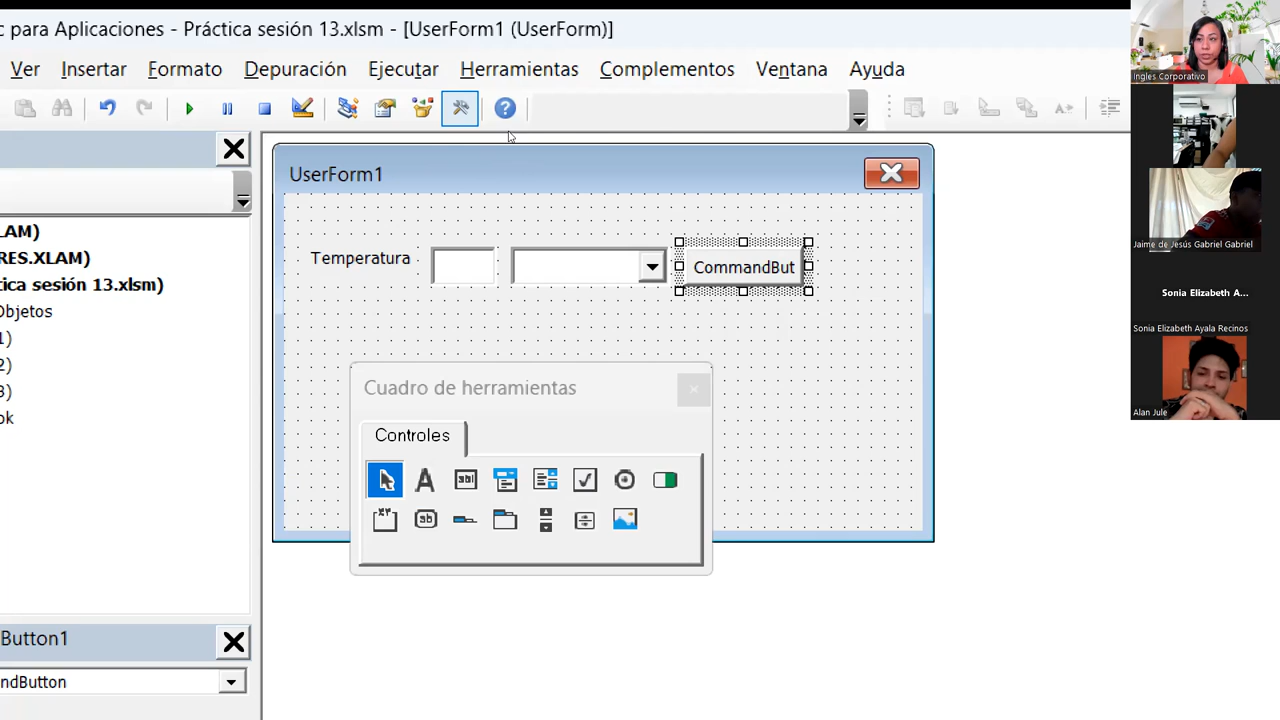 c para Aplicaciones - Práctica sesión 13.xlsm - [UserForm1 (UserForm)]
Ver Insertar Formato Depuración Ejecutar Herramientas Complementos Ventana Ayuda
UserForm1
Temperatura
CommandBut
Cuadro de herramientas
Controles
LAM)
RES.XLAM)
tica sesión 13.xlsm)
Objetos
1)
2)
3)
ok
Button1
ndButton
Ingles Corporativo
Jaime de Jesús Gabriel Gabriel
Sonia Elizabeth A...
Sonia Elizabeth Ayala Recinos
Alan Jule